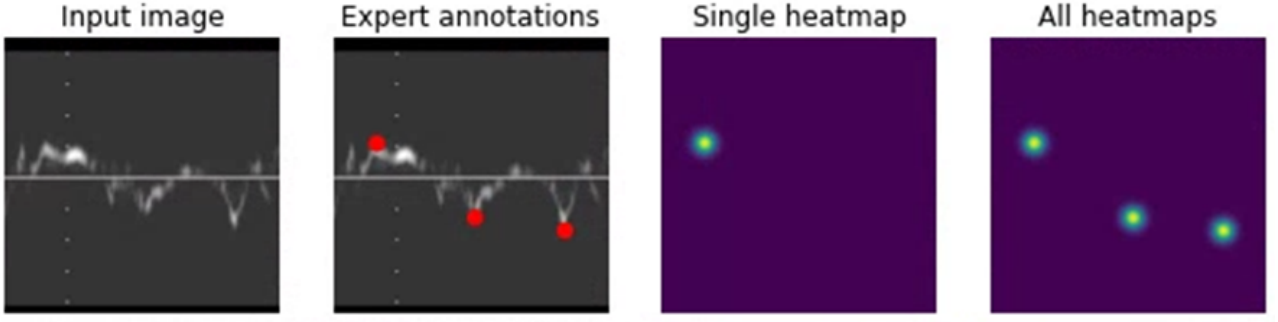 Input image
Expert annotations
Single heatmap
All heatmaps